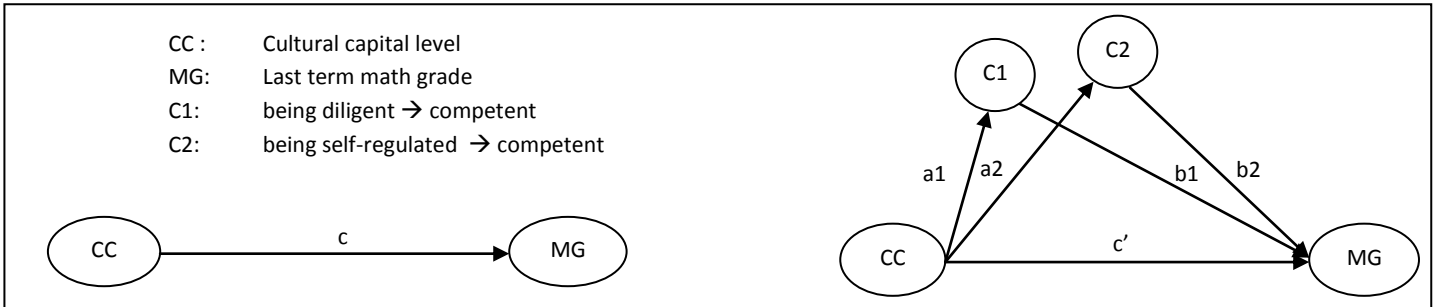 CC : Cultural capital level
MG: Last term math grade
C1: being diligent → competent
C2: being self-regulated → competent
CC
c
MG
C1
C2
a1
a2
b1
b2
CC
c’
MG